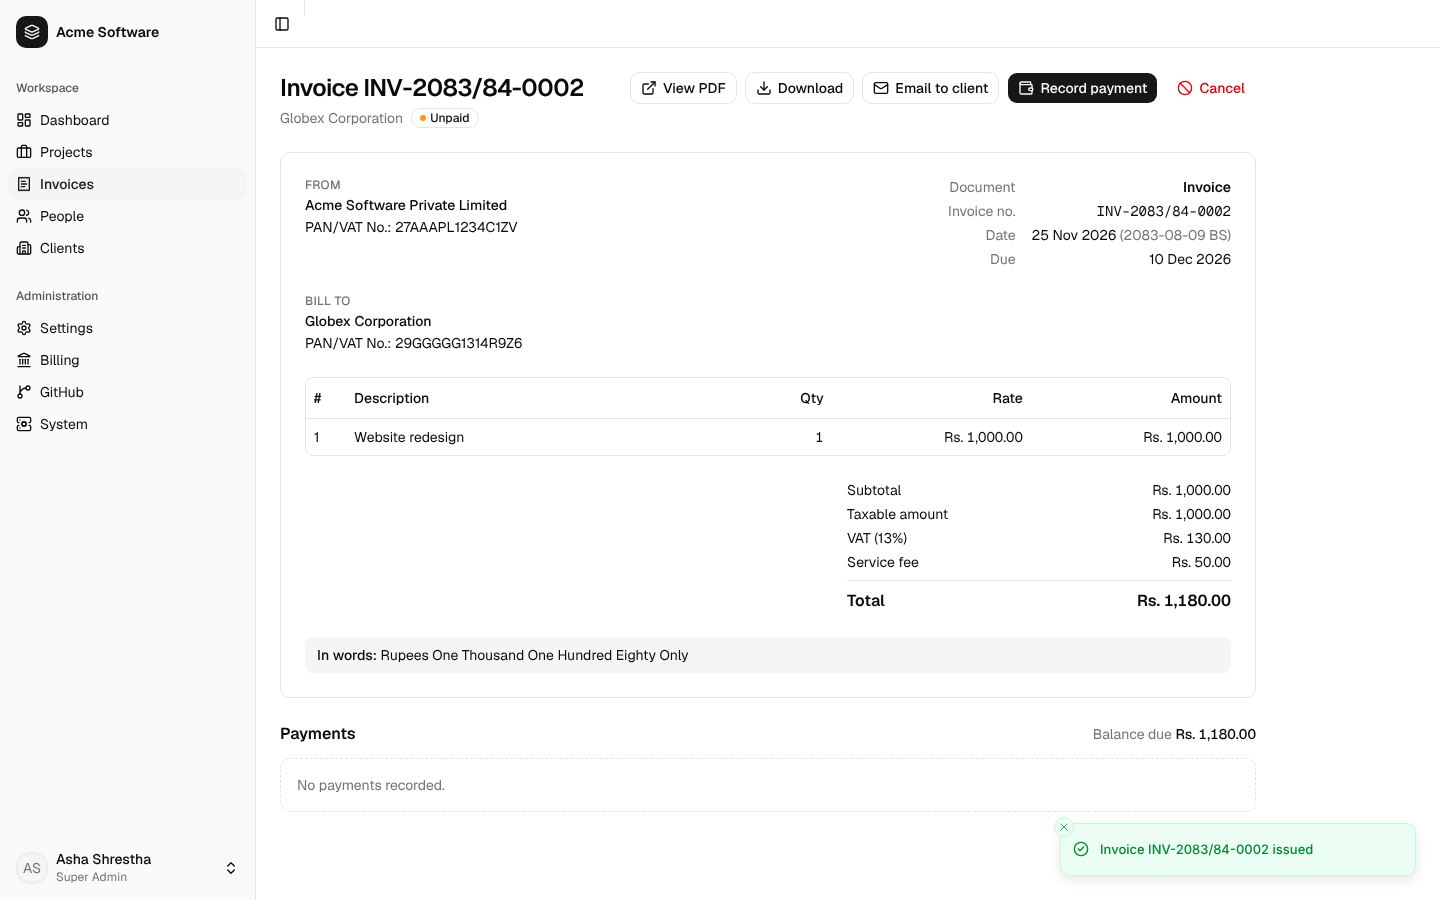 Acme Software
Workspace
Dashboard
Projects
Invoices
People
Clients
Administration
Settings
Billing
GitHub
System
AS
Asha Shrestha
Super Admin
Invoice INV-2083/84-0002
View PDF
Download
Email to client
Record payment
Cancel
Globex Corporation
Unpaid
FROM
Acme Software Private Limited
PAN/VAT No.: 27AAAPL1234C1ZV
Document Invoice
Invoice no. INV-2083/84-0002
Date 25 Nov 2026 (2083-08-09 BS)
Due 10 Dec 2026
BILL TO
Globex Corporation
PAN/VAT No.: 29GGGGG1314R9Z6
# Description Qty Rate Amount
1 Website redesign 1 Rs. 1,000.00 Rs. 1,000.00
Subtotal Rs. 1,000.00
Taxable amount Rs. 1,000.00
VAT (13%) Rs. 130.00
Service fee Rs. 50.00
Total Rs. 1,180.00
In words: Rupees One Thousand One Hundred Eighty Only
Payments
Balance due Rs. 1,180.00
No payments recorded.
Invoice INV-2083/84-0002 issued